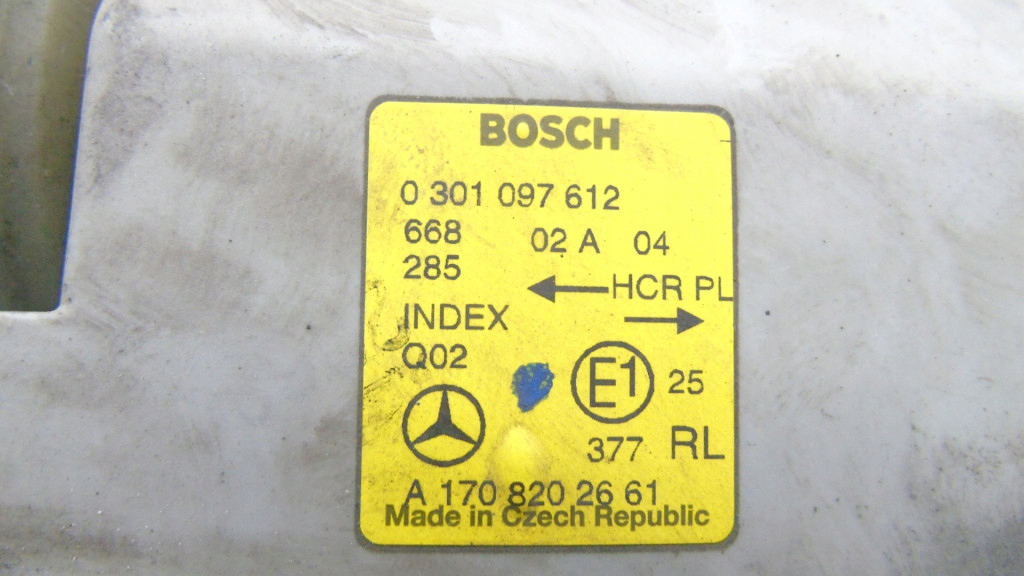 BOSCH
0 301 097 612
668 02 A 04
285
HCR PL
INDEX
Q02
E1 25
377 RL
A 170 820 26 61
Made in Czech Republic